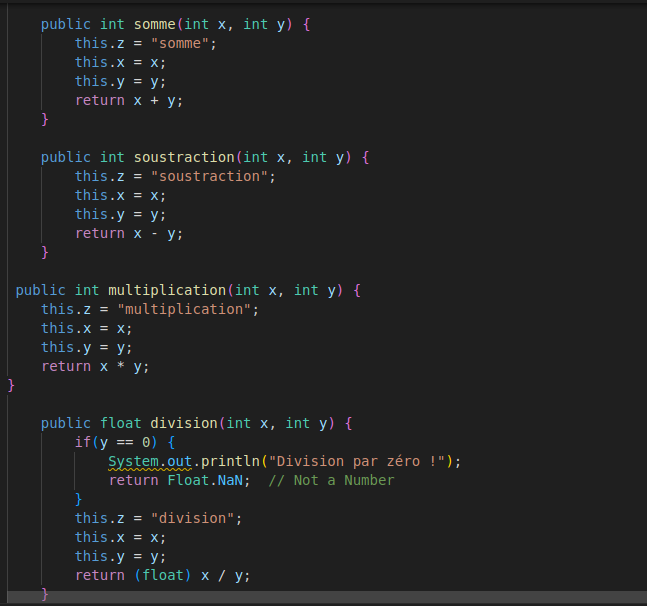 public int somme(int x, int y) {
this.z = "somme";
this.x = x;
this.y = y;
return x + y;
}
public int soustraction(int x, int y) {
this.z = "soustraction";
this.x = x;
this.y = y;
return x - y;
}
public int multiplication(int x, int y) {
this.z = "multiplication";
this.x = x;
this.y = y;
return x * y;
}
public float division(int x, int y) {
if(y == 0) {
System.out.println("Division par zéro !");
return Float.NaN;  // Not a Number
}
this.z = "division";
this.x = x;
this.y = y;
return (float) x / y;
}